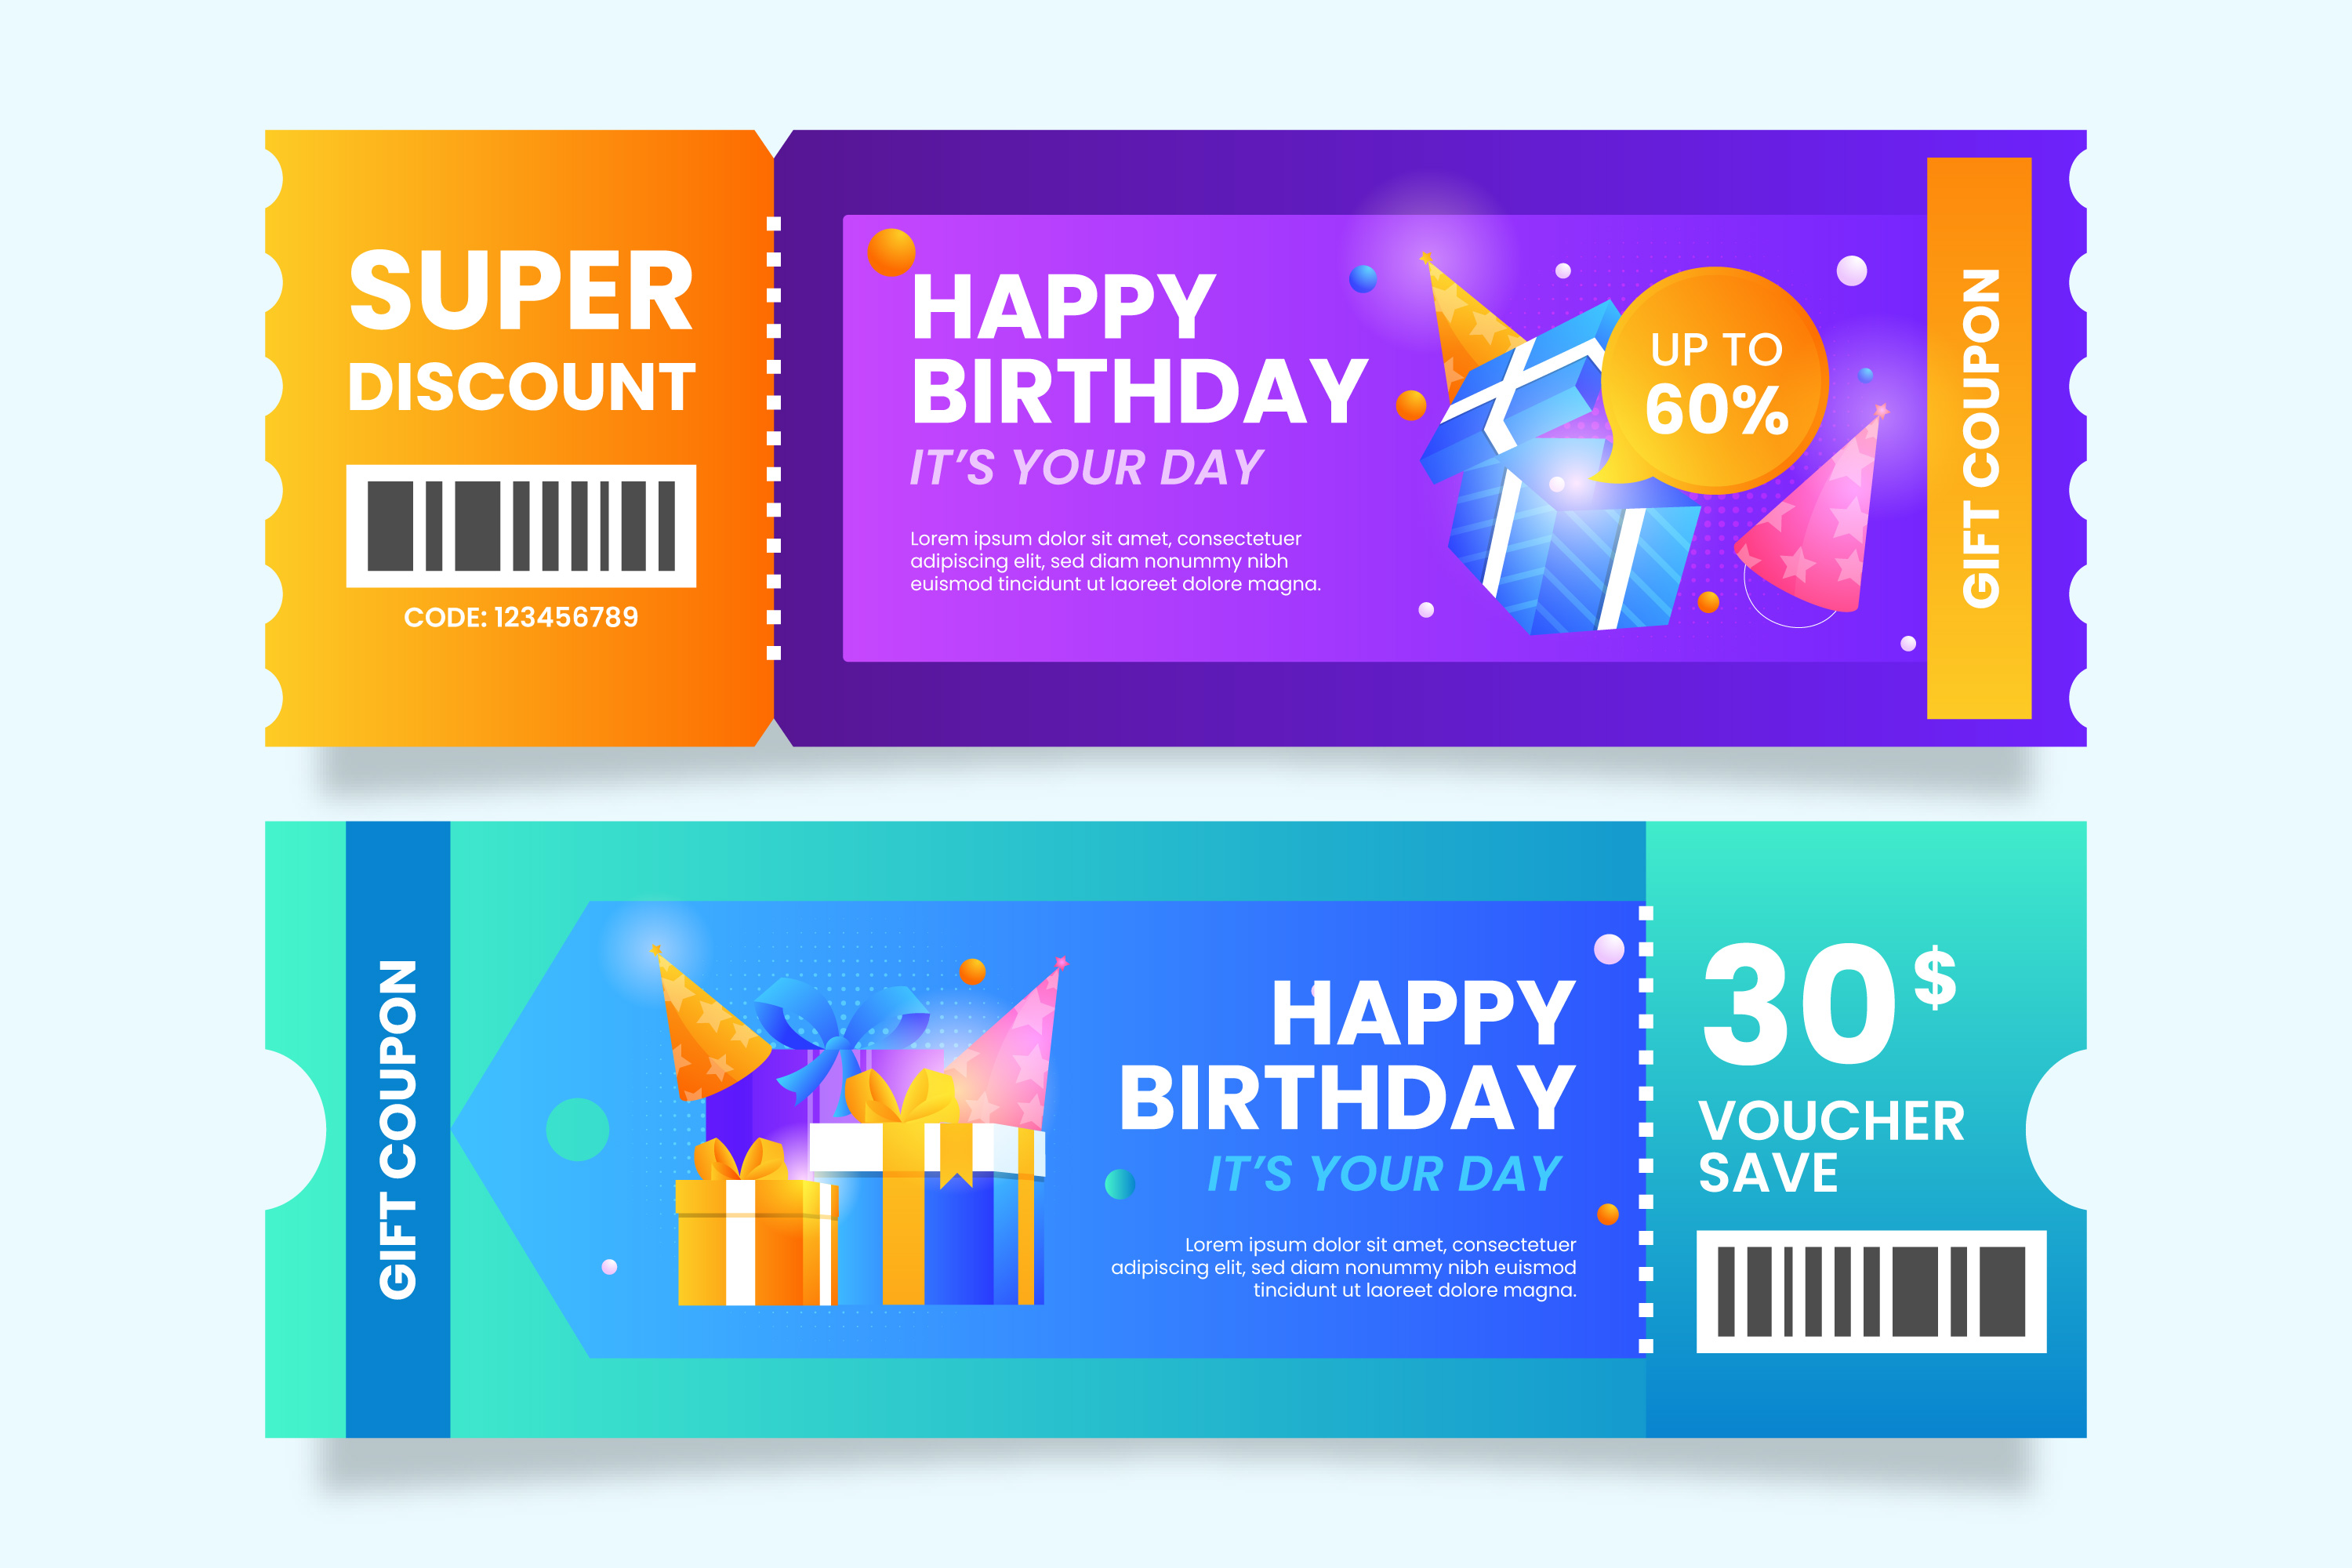 SUPER
DISCOUNT
CODE: 123456789
HAPPY
BIRTHDAY
IT'S YOUR DAY
Lorem ipsum dolor sit amet, consectetuer
adipiscing elit, sed diam nonummy nibh
euismod tincidunt ut laoreet dolore magna.
UP TO
60%
GIFT COUPON
GIFT COUPON
HAPPY
BIRTHDAY
IT'S YOUR DAY
Lorem ipsum dolor sit amet, consectetuer
adipiscing elit, sed diam nonummy nibh euismod
tincidunt ut laoreet dolore magna.
30$
VOUCHER
SAVE